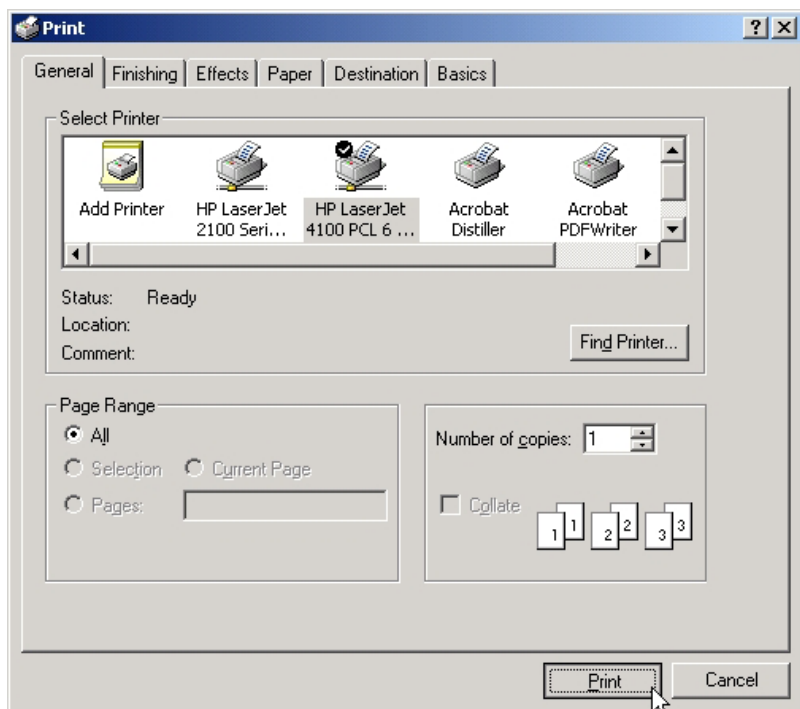 Print
General Finishing Effects Paper Destination Basics
Select Printer
Add Printer
HP LaserJet
2100 Seri...
HP LaserJet
4100 PCL 6 ...
Acrobat
Distiller
Acrobat
PDFWriter
Status: Ready
Location:
Comment:
Find Printer...
Page Range
All
Selection Current Page
Pages:
Number of copies: 1
Collate
1 1 2 2 3 3
Print Cancel